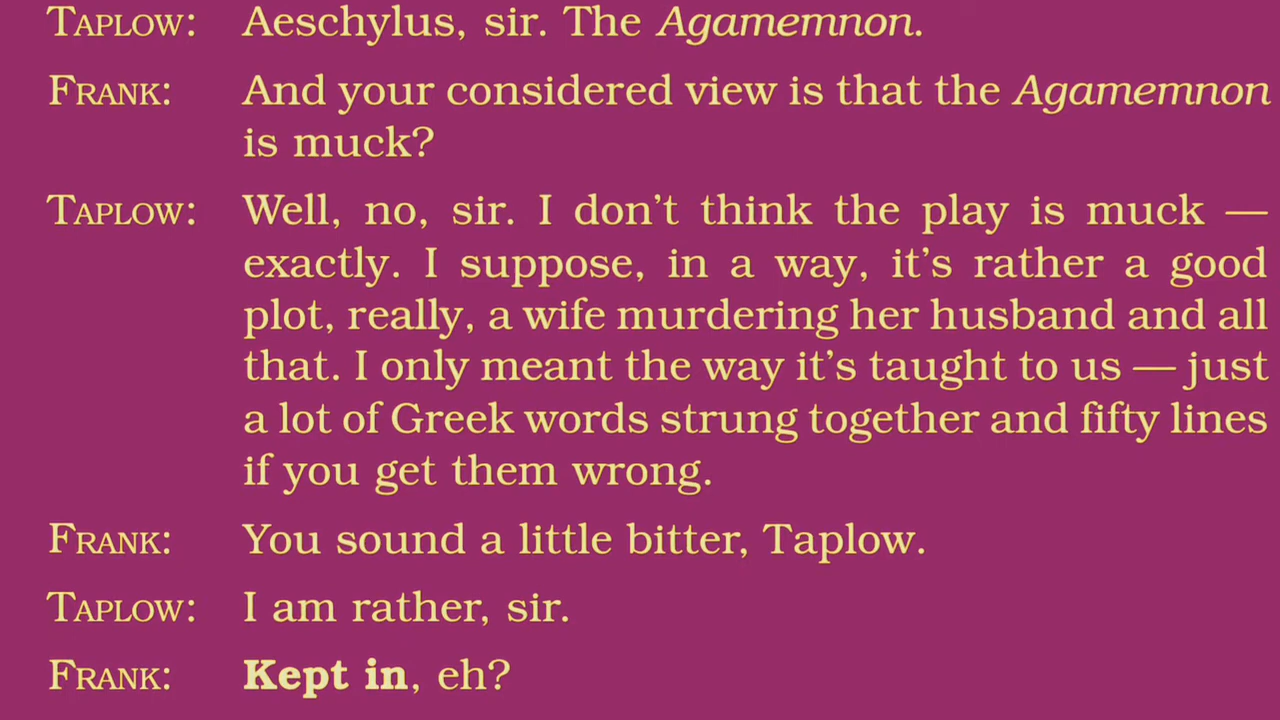 TAPLOW: Aeschylus, sir. The Agamemnon.
FRANK: And your considered view is that the Agamemnon
is muck?
TAPLOW: Well, no, sir. I don’t think the play is muck —
exactly. I suppose, in a way, it’s rather a good
plot, really, a wife murdering her husband and all
that. I only meant the way it’s taught to us — just
a lot of Greek words strung together and fifty lines
if you get them wrong.
FRANK: You sound a little bitter, Taplow.
TAPLOW: I am rather, sir.
FRANK: Kept in, eh?